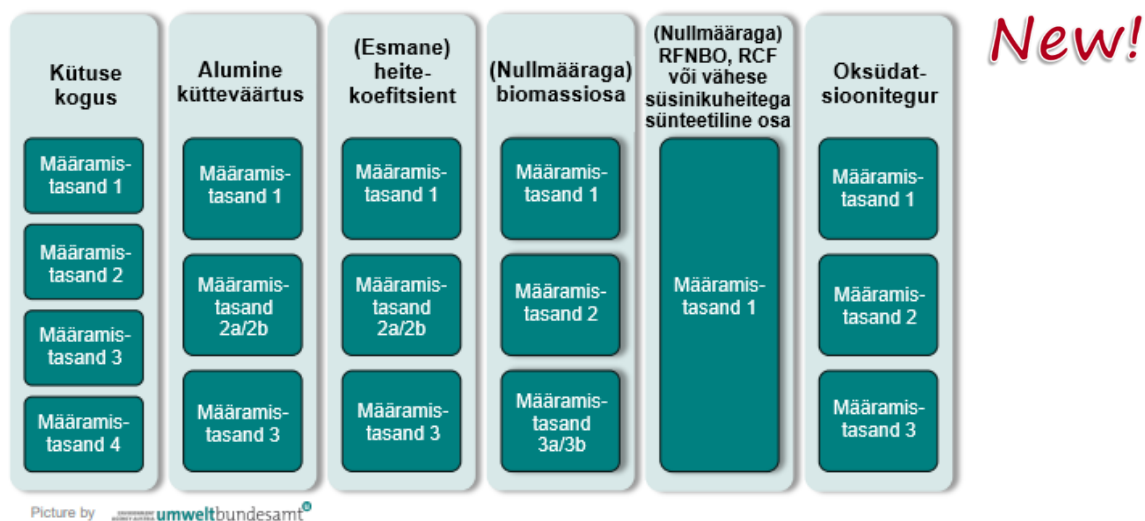 New!
Kütuse
kogus
Määramis-
tasand 1
Määramis-
tasand 2
Määramis-
tasand 3
Määramis-
tasand 4
Alumine
kütteväärtus
Määramis-
tasand 1
Määramis-
tasand
2a/2b
Määramis-
tasand 3
(Esmane)
heite-
koefitsient
Määramis-
tasand 1
Määramis-
tasand
2a/2b
Määramis-
tasand 3
(Nullmääraga)
biomassiosa
Määramis-
tasand 1
Määramis-
tasand 2
Määramis-
tasand
3a/3b
(Nullmääraga)
RFNBO, RCF
või vähese
süsinikuheitega
sünteetiline osa
Määramis-
tasand 1
Oksüdat-
sioonitegur
Määramis-
tasand 1
Määramis-
tasand 2
Määramis-
tasand 3
Picture by umweltbundesamt